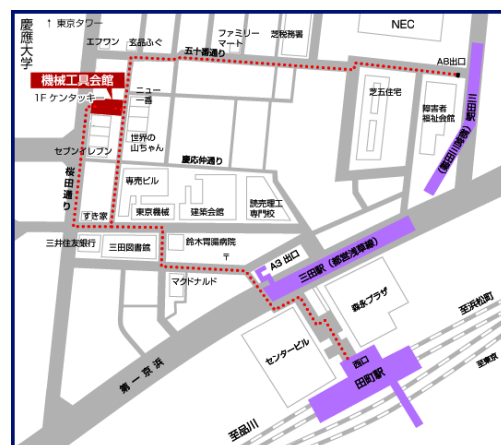 慶應大学
↑ 東京タワー
エフワン
玄品ふぐ
ファミリー
マート
芝税務署
NEC
五十番通り
A8出口
機械工具会館
1F ケンタッキー
ニュー
一番
芝五住宅
障害者
福祉会館
三田駅
世界の
山ちゃん
セブンイレブン
慶応仲通り
桜田通り
専売ビル
東京機械
建築会館
読売理工
専門校
すき家
三井住友銀行
三田図書館
鈴木胃腸病院
〒
A3 出口
三田駅（都営浅草線）
マクドナルド
森永プラザ
センタービル
第一京浜
西口
田町駅
至浜松町
至東京
至品川